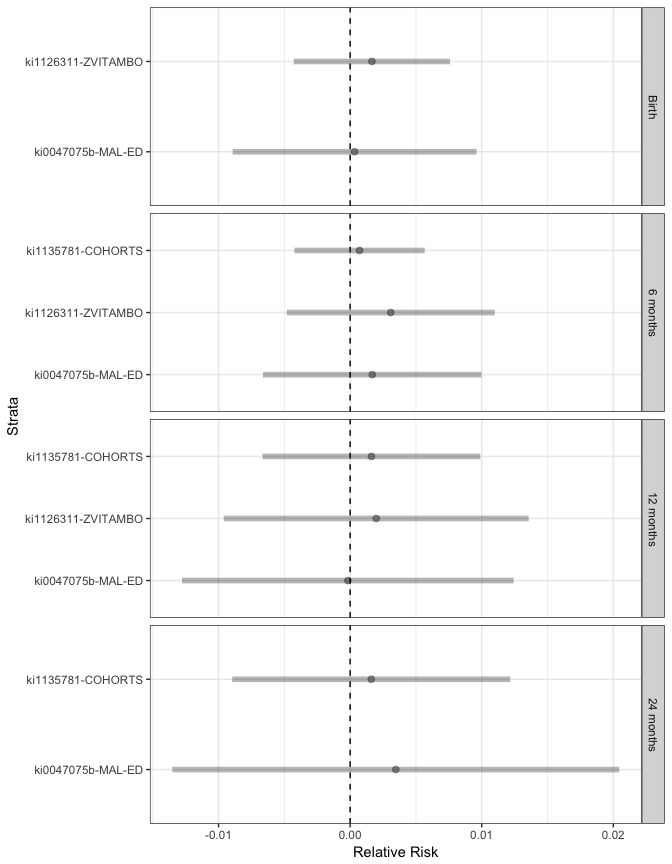 ki1126311-ZVITAMBO
ki0047075b-MAL-ED
Birth
ki1135781-COHORTS
ki1126311-ZVITAMBO
ki0047075b-MAL-ED
6 months
Strata
ki1135781-COHORTS
ki1126311-ZVITAMBO
ki0047075b-MAL-ED
12 months
ki1135781-COHORTS
ki0047075b-MAL-ED
24 months
-0.01 0.00 0.01 0.02
Relative Risk